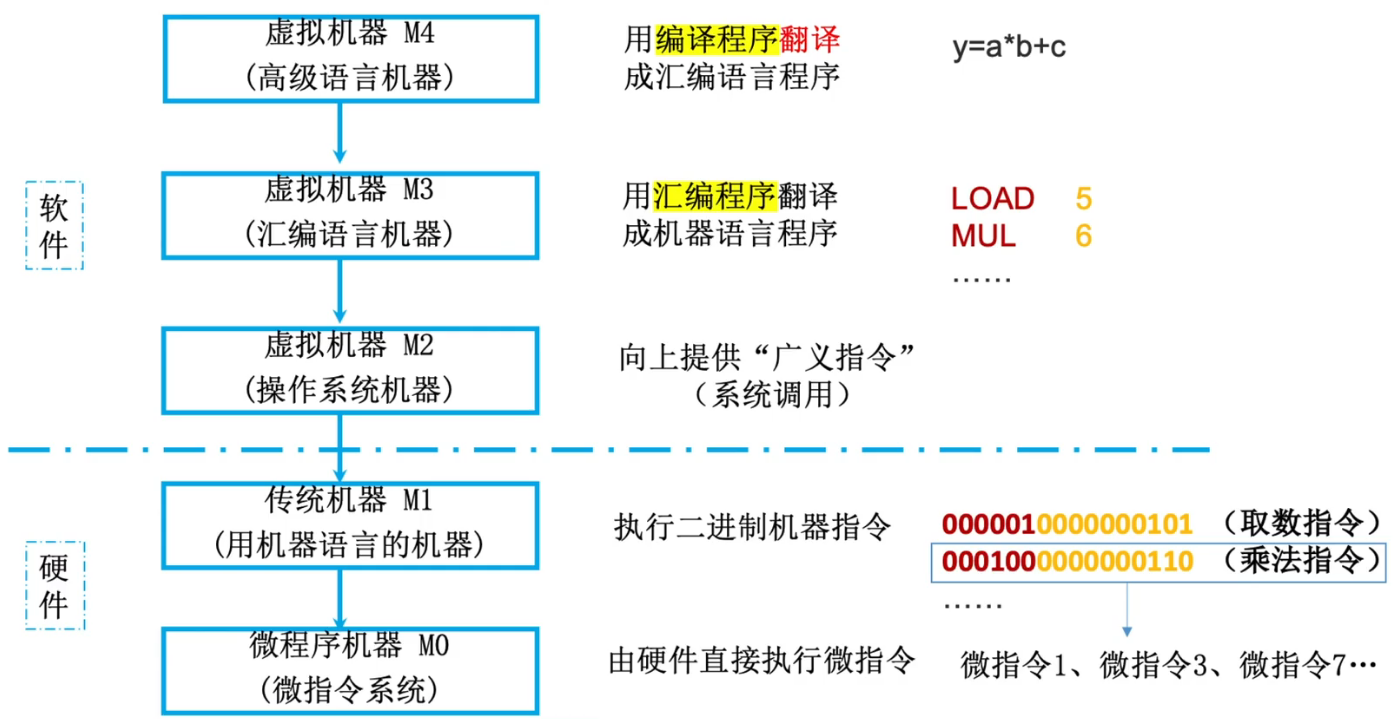 虚拟机器 M4
(高级语言机器)
用编译程序翻译
成汇编语言程序
y=a*b+c
软
件
虚拟机器 M3
(汇编语言机器)
用汇编程序翻译
成机器语言程序
LOAD 5
MUL 6
……
虚拟机器 M2
(操作系统机器)
向上提供“广义指令”
（系统调用）
硬
件
传统机器 M1
(用机器语言的机器)
执行二进制机器指令
0000010000000101 （取数指令）
0001000000000110 （乘法指令）
……
微程序机器 M0
(微指令系统)
由硬件直接执行微指令
微指令1、微指令3、微指令7…